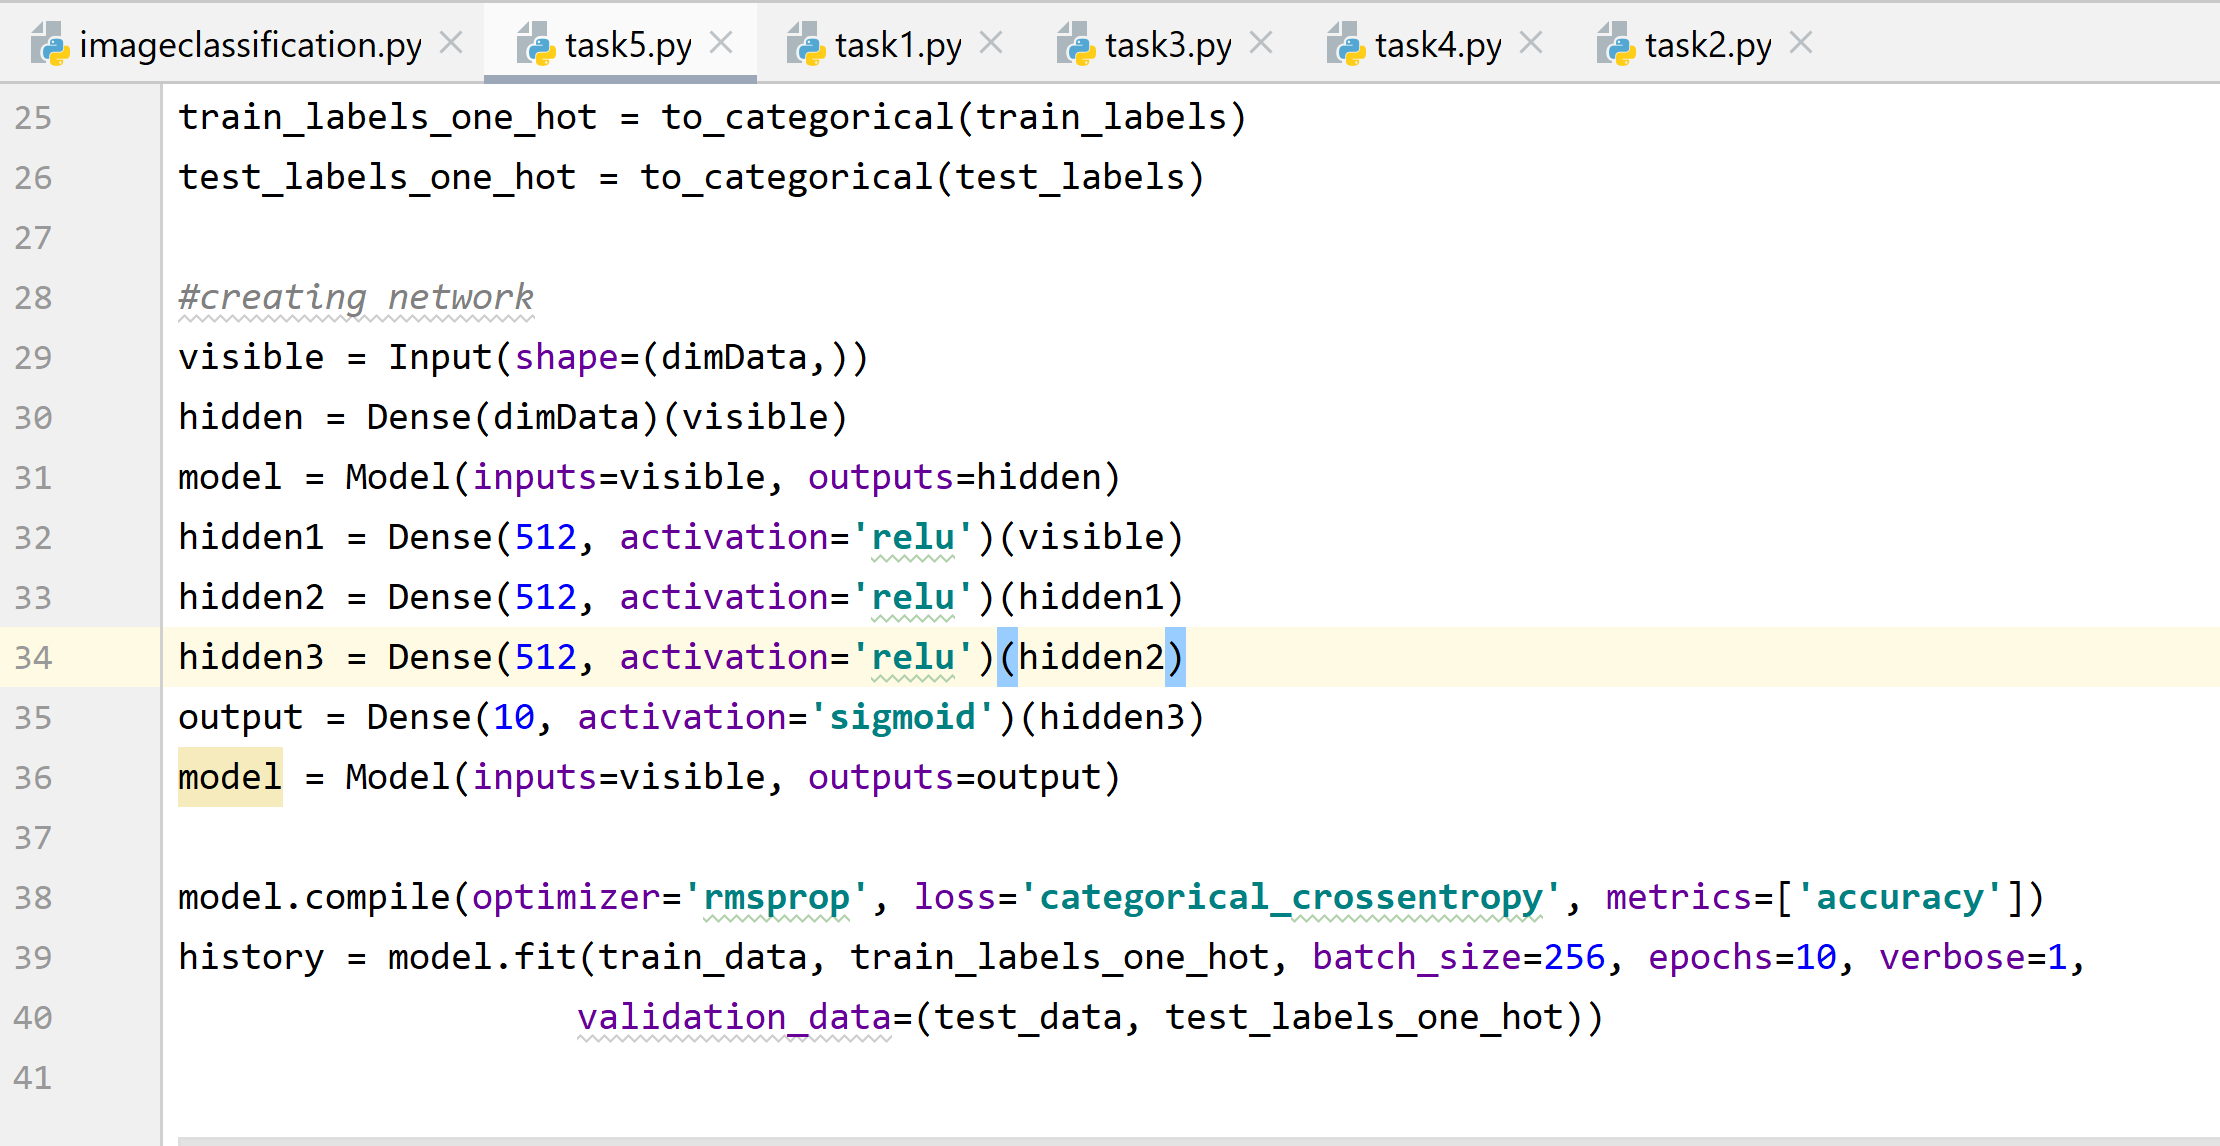 imageclassification.py task5.py task1.py task3.py task4.py task2.py
25 train_labels_one_hot = to_categorical(train_labels)
26 test_labels_one_hot = to_categorical(test_labels)
27
28 #creating network
29 visible = Input(shape=(dimData,))
30 hidden = Dense(dimData)(visible)
31 model = Model(inputs=visible, outputs=hidden)
32 hidden1 = Dense(512, activation='relu')(visible)
33 hidden2 = Dense(512, activation='relu')(hidden1)
34 hidden3 = Dense(512, activation='relu')(hidden2)
35 output = Dense(10, activation='sigmoid')(hidden3)
36 model = Model(inputs=visible, outputs=output)
37
38 model.compile(optimizer='rmsprop', loss='categorical_crossentropy', metrics=['accuracy'])
39 history = model.fit(train_data, train_labels_one_hot, batch_size=256, epochs=10, verbose=1,
40 validation_data=(test_data, test_labels_one_hot))
41